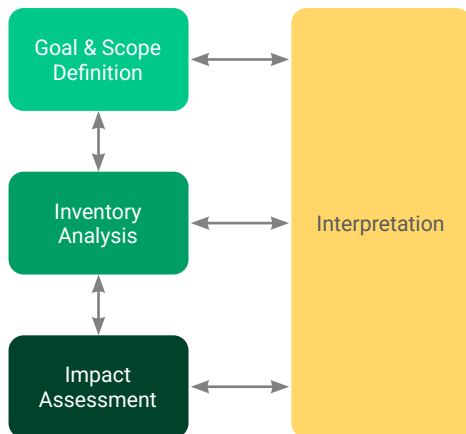 Goal & Scope
Definition
Inventory
Analysis
Interpretation
Impact
Assessment